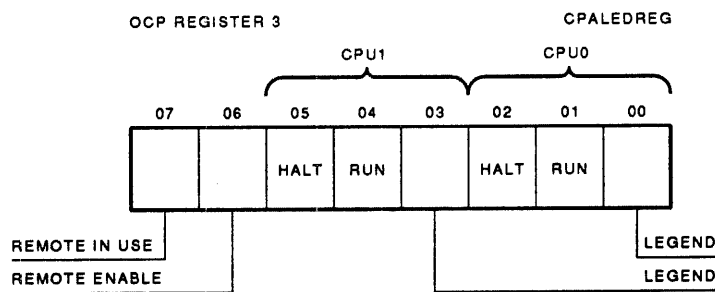 OCP REGISTER 3 CPALEDREG
CPU1 CPU0
07 06 05 04 03 02 01 00
HALT RUN HALT RUN
REMOTE IN USE LEGEND
REMOTE ENABLE LEGEND